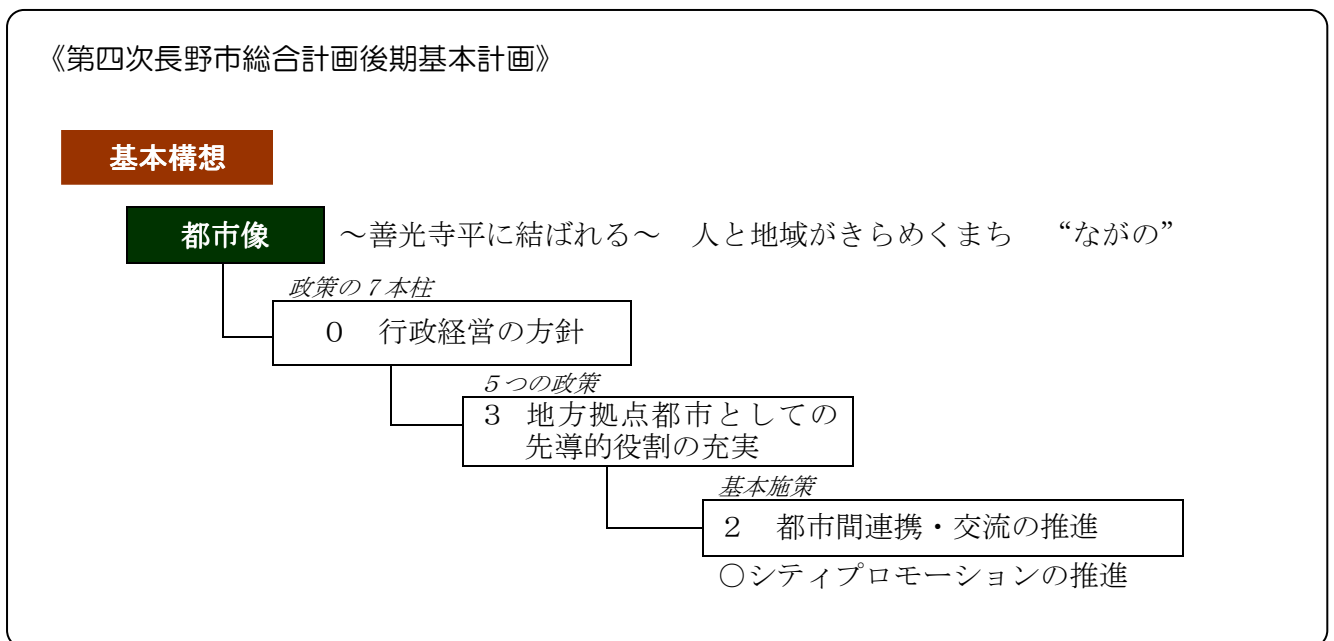 《第四次長野市総合計画後期基本計画》
基本構想
都市像 ～善光寺平に結ばれる～　人と地域がきらめくまち　“ながの”
政策の７本柱
０　行政経営の方針
５つの政策
３　地方拠点都市としての
先導的役割の充実
基本施策
２　都市間連携・交流の推進
○シティプロモーションの推進